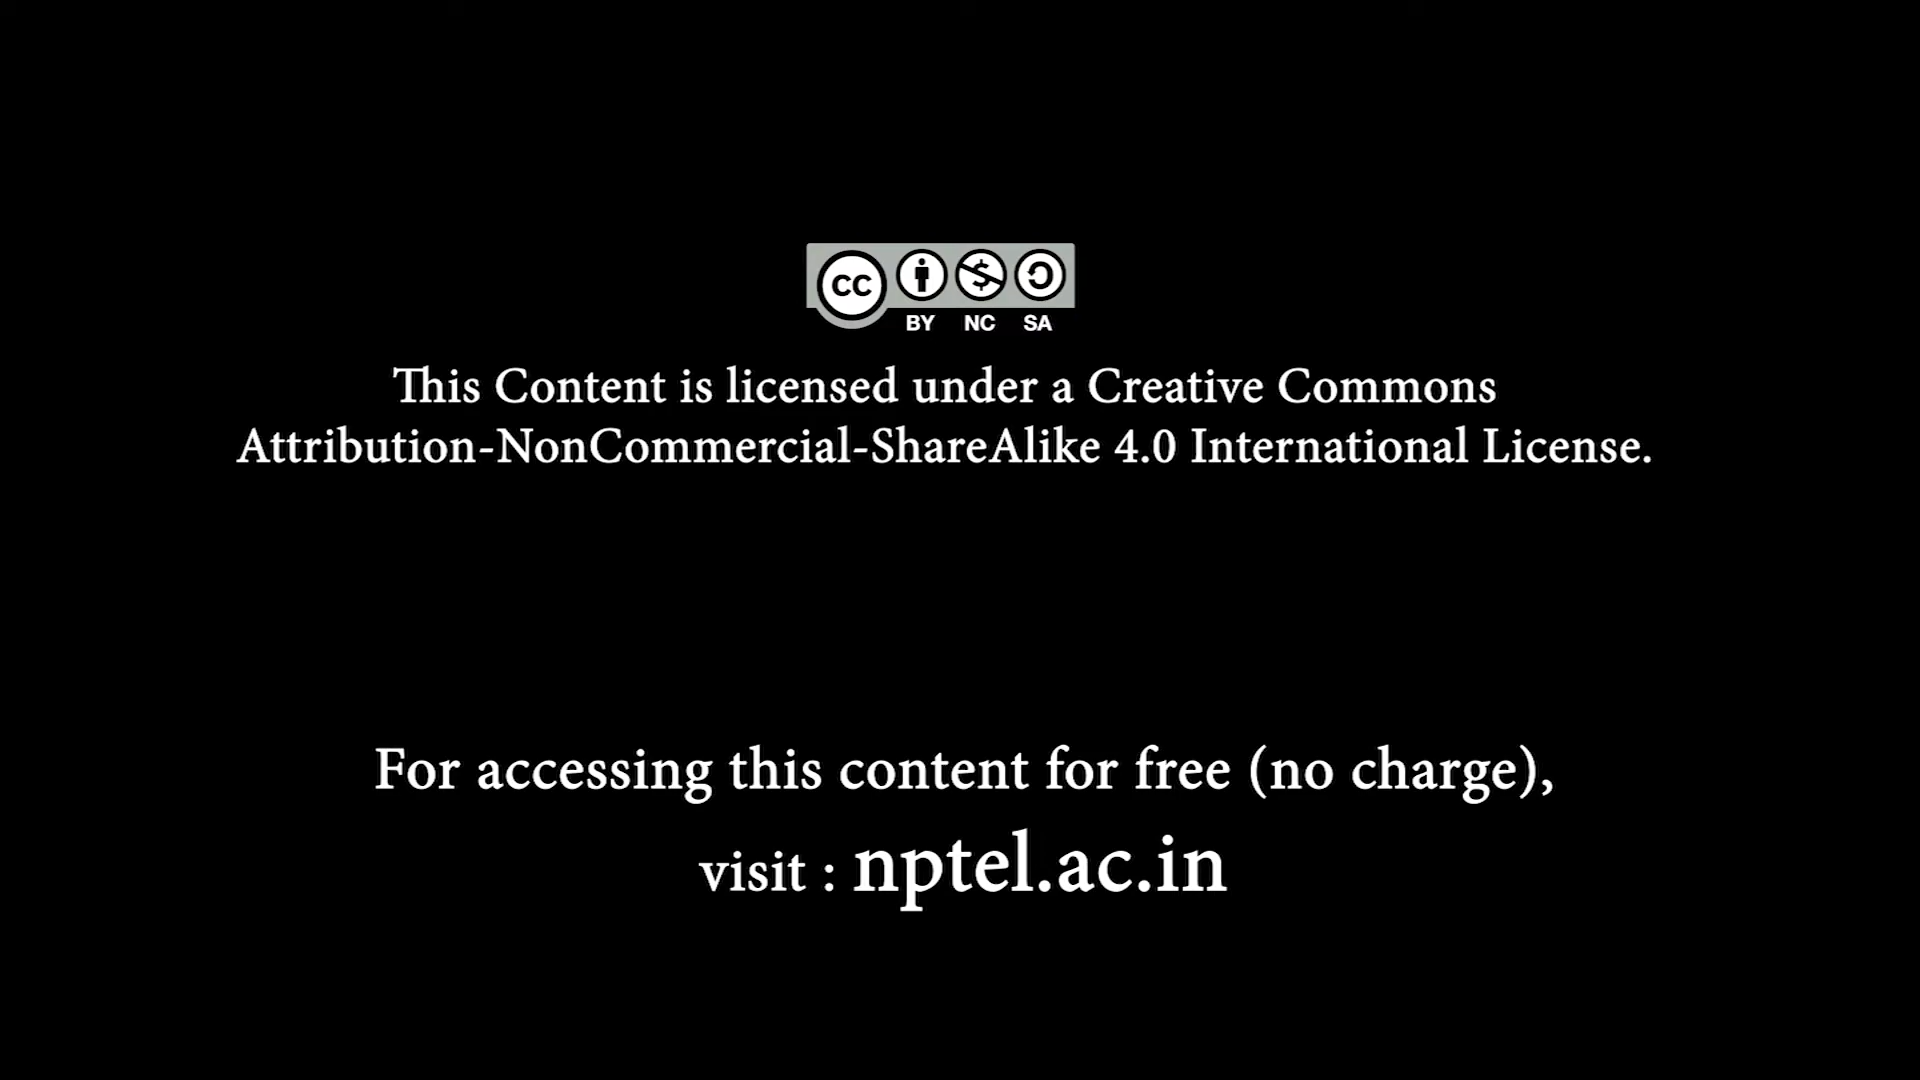 cc
BY NC SA
This Content is licensed under a Creative Commons
Attribution-NonCommercial-ShareAlike 4.0 International License.
For accessing this content for free (no charge),
visit : nptel.ac.in